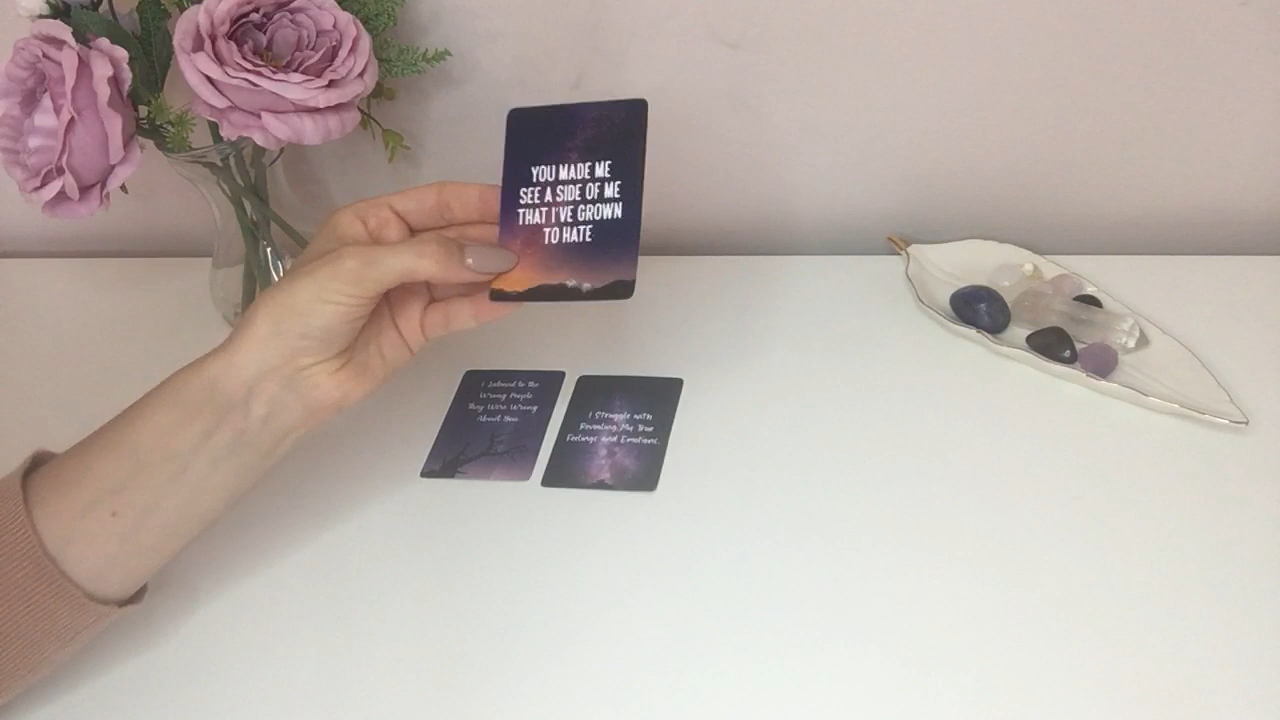 YOU MADE ME
SEE A SIDE OF ME
THAT I'VE GROWN
TO HATE
I Listened to the
Wrong People
They Were Wrong
About You
I Struggle with
Revealing My True
Feelings and Emotions.